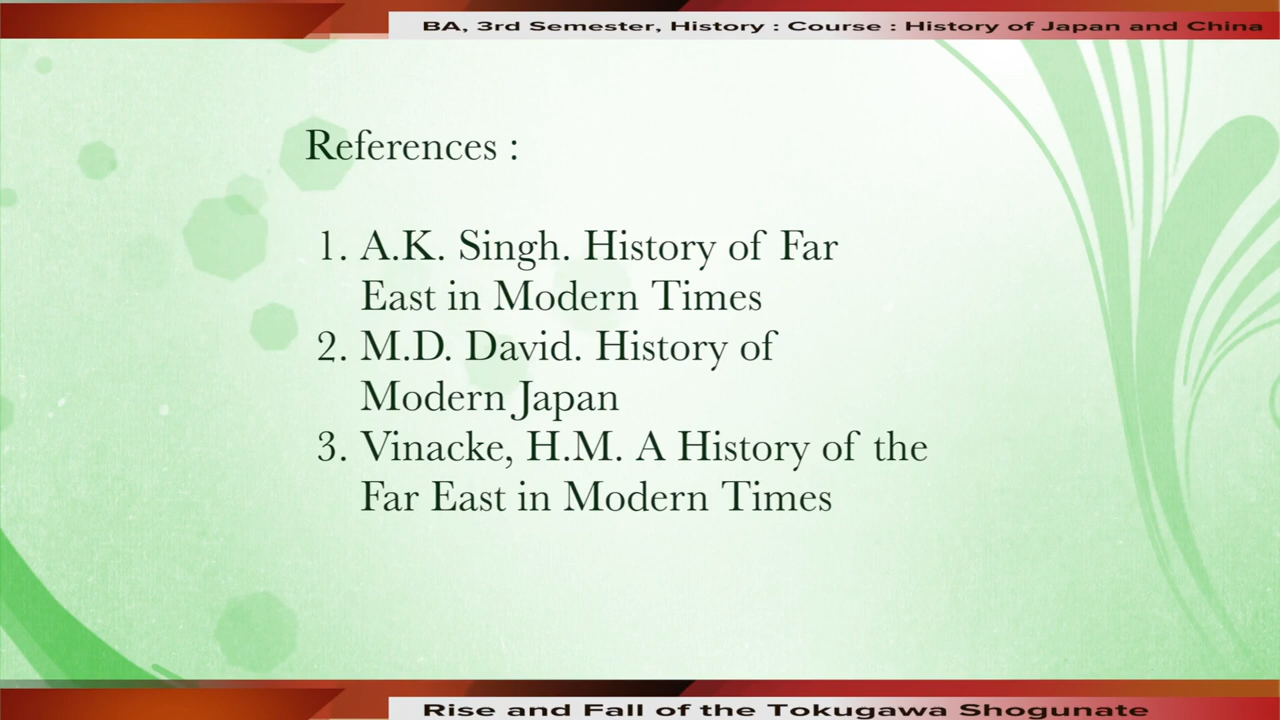 BA, 3rd Semester, History : Course : History of Japan and China
References :
1. A.K. Singh. History of Far
East in Modern Times
2. M.D. David. History of
Modern Japan
3. Vinacke, H.M. A History of the
Far East in Modern Times
Rise and Fall of the Tokugawa Shogunate